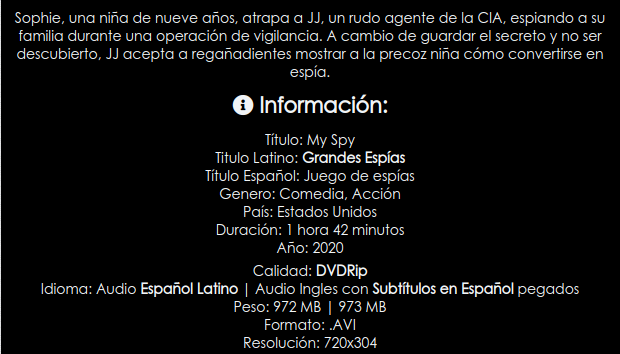 Sophie, una niña de nueve años, atrapa a JJ, un rudo agente de la CIA, espiando a su
familia durante una operación de vigilancia. A cambio de guardar el secreto y no ser
descubierto, JJ acepta a regañadientes mostrar a la precoz niña cómo convertirse en
espía.
Información:
Título: My Spy
Titulo Latino: Grandes Espías
Título Español: Juego de espías
Genero: Comedia, Acción
País: Estados Unidos
Duración: 1 hora 42 minutos
Año: 2020
Calidad: DVDRip
Idioma: Audio Español Latino | Audio Ingles con Subtítulos en Español pegados
Peso: 972 MB | 973 MB
Formato: .AVI
Resolución: 720x304